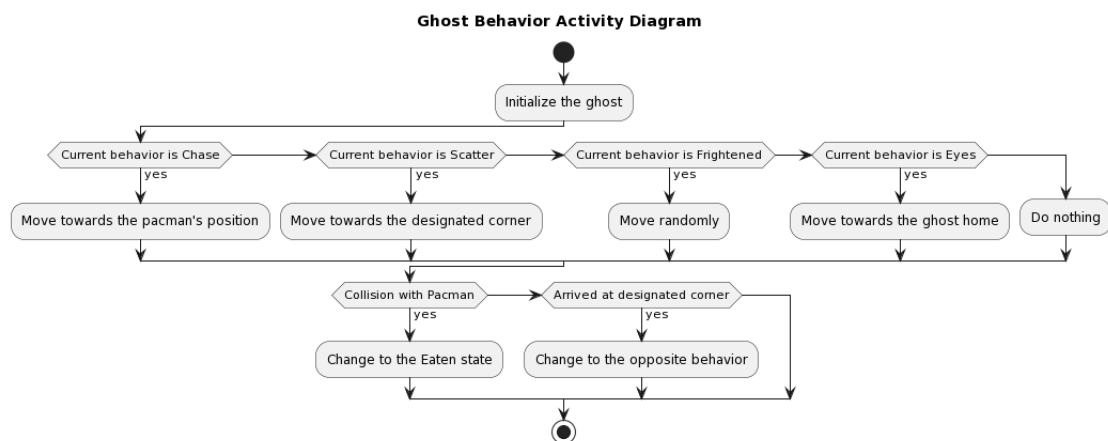 Ghost Behavior Activity Diagram
Initialize the ghost
Current behavior is Chase
Current behavior is Scatter
Current behavior is Frightened
Current behavior is Eyes
yes
yes
yes
yes
Move towards the pacman's position
Move towards the designated corner
Move randomly
Move towards the ghost home
Do nothing
Collision with Pacman
Arrived at designated corner
yes
yes
Change to the Eaten state
Change to the opposite behavior